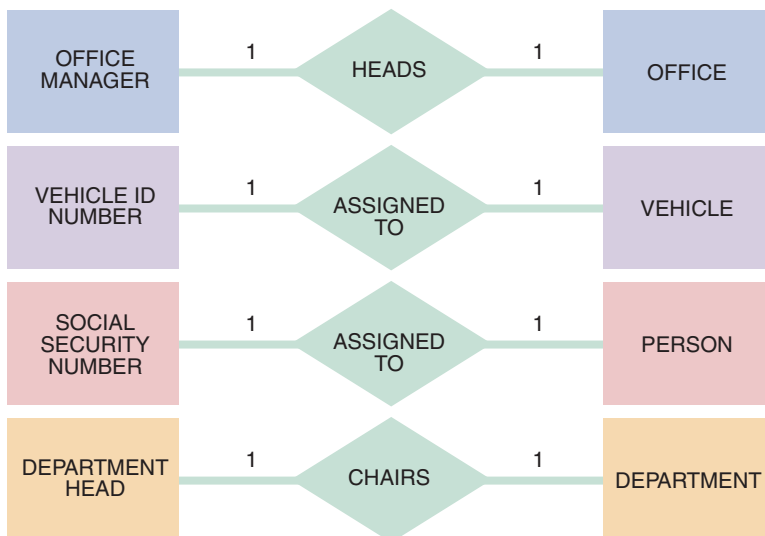 OFFICE
MANAGER
1
HEADS
1
OFFICE
VEHICLE ID
NUMBER
1
ASSIGNED
TO
1
VEHICLE
SOCIAL
SECURITY
NUMBER
1
ASSIGNED
TO
1
PERSON
DEPARTMENT
HEAD
1
CHAIRS
1
DEPARTMENT